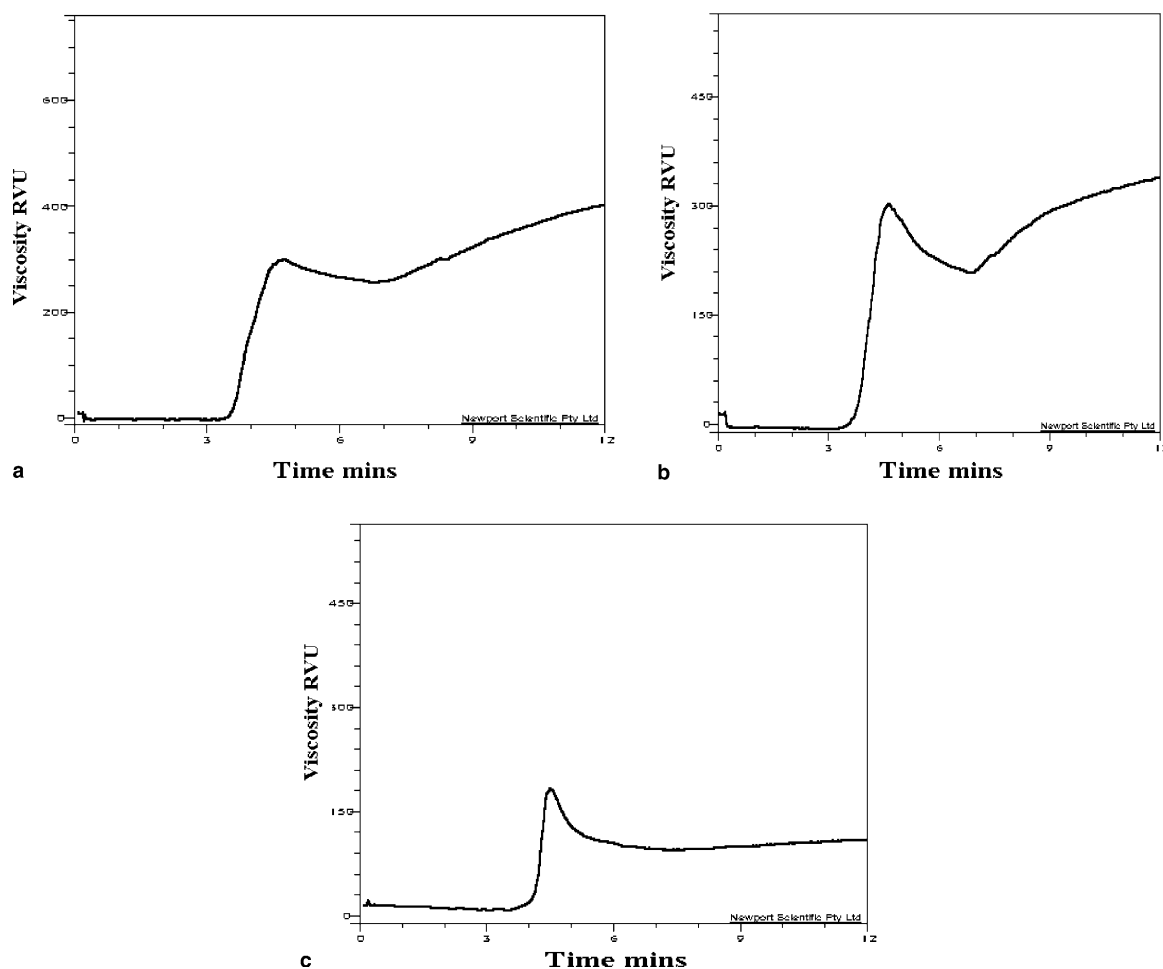 Viscosity RVU
600
400
200
0
0 3 6 9 12
Newport Scientific Pty Ltd
Time mins
a
Viscosity RVU
450
300
150
0
0 3 6 9 12
Newport Scientific Pty Ltd
Time mins
b
Viscosity RVU
450
300
150
0
0 3 6 9 12
Newport Scientific Pty Ltd
Time mins
c